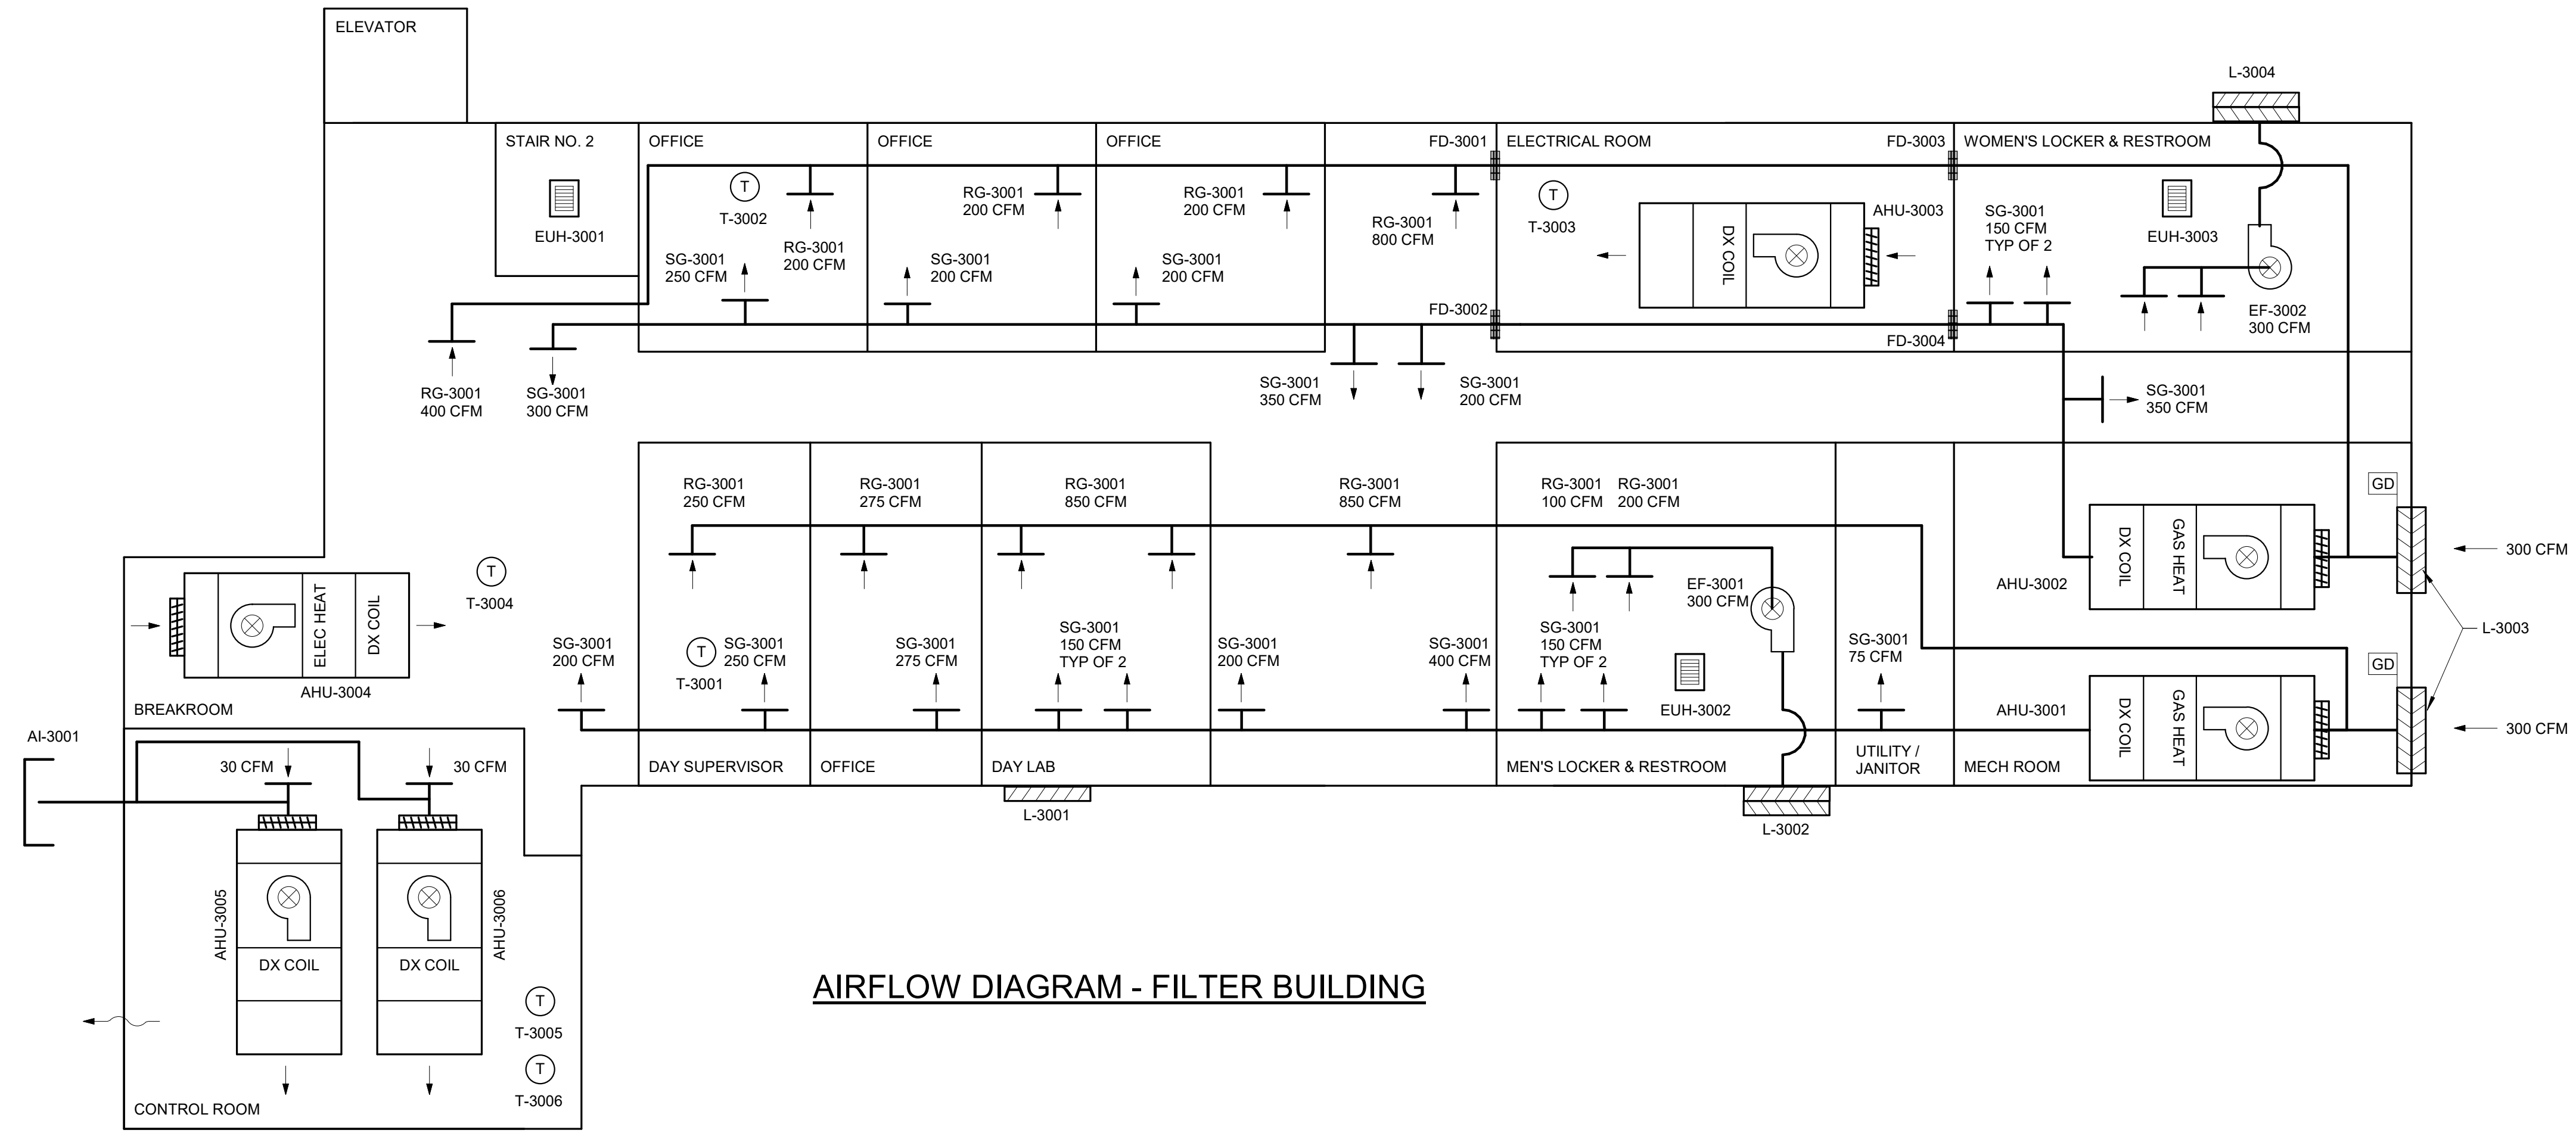 ELEVATOR
L-3004
STAIR NO. 2
OFFICE
OFFICE
OFFICE
FD-3001
ELECTRICAL ROOM
FD-3003
WOMEN'S LOCKER & RESTROOM
EUH-3001
T
T-3002
RG-3001
200 CFM
RG-3001
200 CFM
RG-3001
200 CFM
RG-3001
800 CFM
T
T-3003
DX COIL
AHU-3003
SG-3001
150 CFM
TYP OF 2
EUH-3003
EF-3002
300 CFM
SG-3001
250 CFM
SG-3001
200 CFM
SG-3001
200 CFM
FD-3002
FD-3004
RG-3001
400 CFM
SG-3001
300 CFM
SG-3001
350 CFM
SG-3001
200 CFM
SG-3001
350 CFM
RG-3001
250 CFM
RG-3001
275 CFM
RG-3001
850 CFM
RG-3001
850 CFM
RG-3001
100 CFM
RG-3001
200 CFM
GD
DX COIL
GAS HEAT
300 CFM
AHU-3002
T
T-3004
ELEC HEAT
DX COIL
AHU-3004
BREAKROOM
EF-3001
300 CFM
L-3003
SG-3001
200 CFM
T
T-3001
SG-3001
250 CFM
SG-3001
275 CFM
SG-3001
150 CFM
TYP OF 2
SG-3001
200 CFM
SG-3001
400 CFM
SG-3001
150 CFM
TYP OF 2
EUH-3002
SG-3001
75 CFM
GD
AHU-3001
DX COIL
GAS HEAT
300 CFM
AI-3001
30 CFM
30 CFM
DAY SUPERVISOR
OFFICE
DAY LAB
MEN'S LOCKER & RESTROOM
UTILITY /
JANITOR
MECH ROOM
L-3001
L-3002
AHU-3005
DX COIL
DX COIL
AHU-3006
T
T-3005
T
T-3006
CONTROL ROOM
AIRFLOW DIAGRAM - FILTER BUILDING